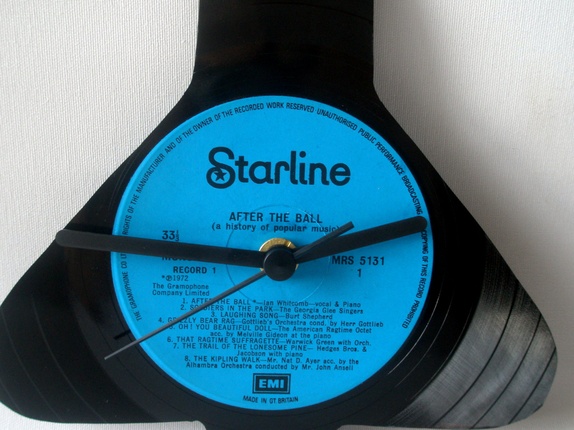 THE GRAMOPHONE CO LTD. RIGHTS OF THE MANUFACTURER AND OF THE OWNER OF THE RECORDED WORK RESERVED UNAUTHORISED PUBLIC PERFORMANCE BROADCASTING COPYING OF THIS RECORD PROHIBITED
Starline
AFTER THE BALL
(a history of popular music)
33⅓
MRS 5131
RECORD 1
1
℗1972
The Gramophone
Company Limited
1. AFTER THE BALL—Ian Whitcomb—vocal & Piano
2. SOLDIERS IN THE PARK—The Georgia Glee Singers
3. LAUGHING SONG—Burt Shepherd
4. GRIZZLY BEAR RAG—Gottlieb's Orchestra cond. by Herr Gottlieb
5. OH! YOU BEAUTIFUL DOLL—The American Ragtime Octet
acc. by Melville Gideon at the piano
6. THAT RAGTIME SUFFRAGETTE—Warwick Green with Orch.
7. THE TRAIL OF THE LONESOME PINE— Hedges Bros. &
Jacobson with piano
8. THE KIPLING WALK—Mr. Nat D. Ayer acc. by the
Alhambra Orchestra conducted by Mr. John Ansell
EMI
MADE IN GT. BRITAIN